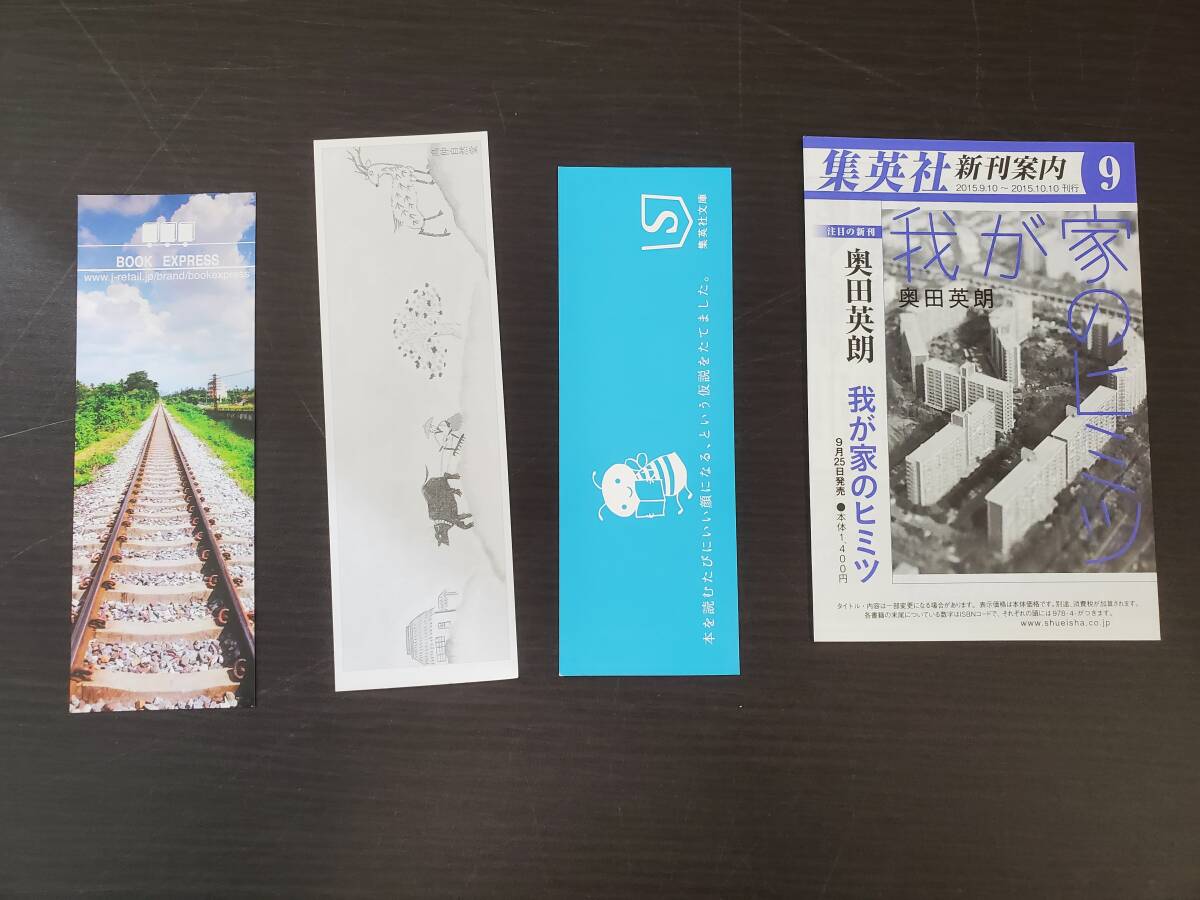 BOOK EXPRESS
www.j-retail.jp/brand/bookexpress
鳥仲自然堂
S
集英社文庫
本を読むたびにいい顔になる、という仮説をたてました。
集英社 新刊案内 9
2015.9.10 ～ 2015.10.10 刊行
注目の新刊
奥田英朗
我が家のヒミツ
9月25日発売 ●本体1,400円
我が家のヒミツ
奥田英朗
タイトル・内容は一部変更になる場合があります。表示価格は本体価格です。別途、消費税が加算されます。
各書籍の末尾についている数字はISBNコードで、それぞれの頭には978-4-がつきます。
www.shueisha.co.jp